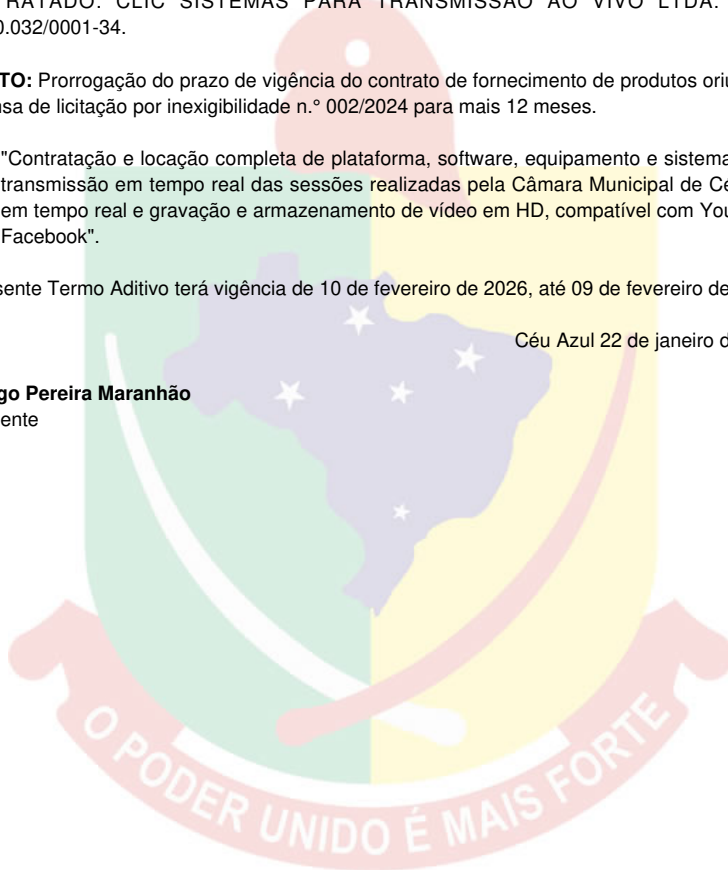 RATADO: CLIC SISTEMAS PARA TRANSMISSÃO AO VIVO LTDA.
0.032/0001-34.
TO: Prorrogação do prazo de vigência do contrato de fornecimento de produtos oriu
sa de licitação por inexigibilidade n.° 002/2024 para mais 12 meses.
"Contratação e locação completa de plataforma, software, equipamento e sistema
transmissão em tempo real das sessões realizadas pela Câmara Municipal de Cé
em tempo real e gravação e armazenamento de vídeo em HD, compatível com You
Facebook".
sente Termo Aditivo terá vigência de 10 de fevereiro de 2026, até 09 de fevereiro de
Céu Azul 22 de janeiro d
go Pereira Maranhão
ente
O PODER UNIDO É MAIS FORTE